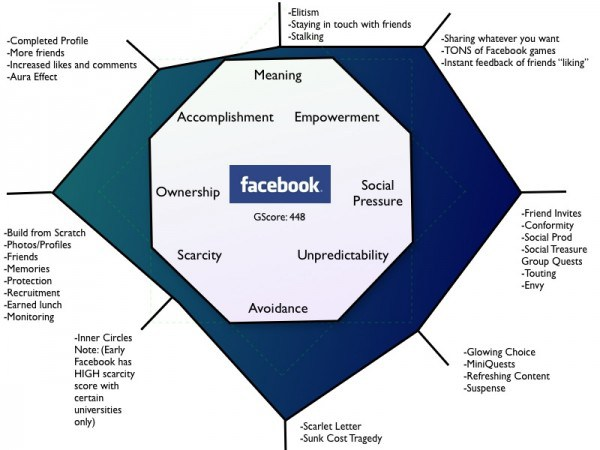 -Elitism
-Staying in touch with friends
-Stalking
-Completed Profile
-More friends
-Increased likes and comments
-Aura Effect
-Sharing whatever you want
-TONS of Facebook games
-Instant feedback of friends “liking”
Meaning
Accomplishment
Empowerment
facebook
GScore: 448
Ownership
Social
Pressure
Scarcity
Unpredictability
Avoidance
-Build from Scratch
-Photos/Profiles
-Friends
-Memories
-Protection
-Recruitment
-Earned lunch
-Monitoring
-Friend Invites
-Conformity
-Social Prod
-Social Treasure
Group Quests
-Touting
-Envy
-Inner Circles
Note: (Early
Facebook has
HIGH scarcity
score with
certain
universities
only)
-Glowing Choice
-MiniQuests
-Refreshing Content
-Suspense
-Scarlet Letter
-Sunk Cost Tragedy